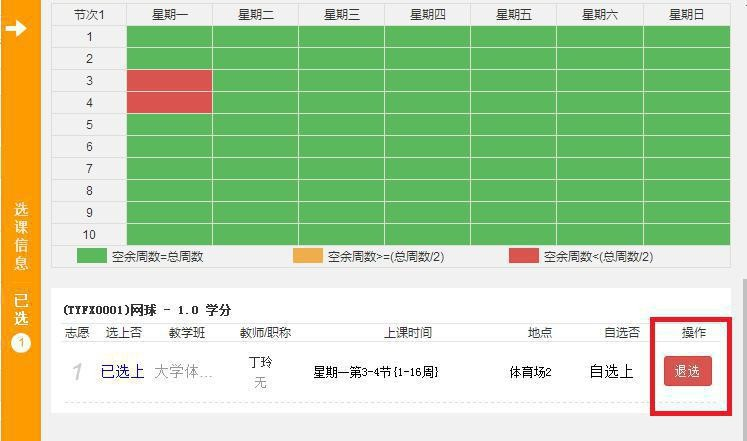 节次1 星期一 星期二 星期三 星期四 星期五 星期六 星期日
1
2
3
4
5
6
7
8
9
10
空余周数=总周数 空余周数>=(总周数/2) 空余周数<(总周数/2)
选课信息 已选 1
(TYFX0001)网球 - 1.0 学分
志愿 选上否 教学班 教师/职称 上课时间 地点 自选否 操作
1 已选上 大学体... 丁玲 星期一第3-4节{1-16周} 体育场2 自选上 退选
无